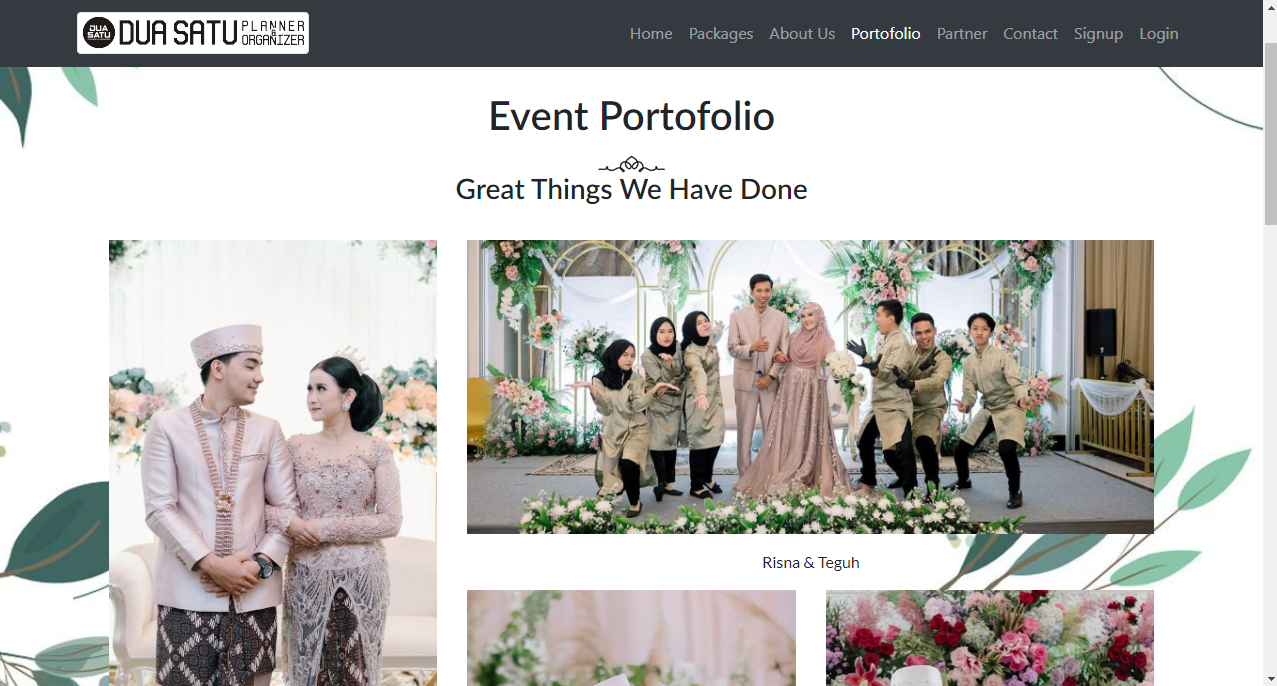 DUA SATU
DUA SATU PLANNER & ORGANIZER
Home Packages About Us Portofolio Partner Contact Signup Login
Event Portofolio
Great Things We Have Done
Risna & Teguh